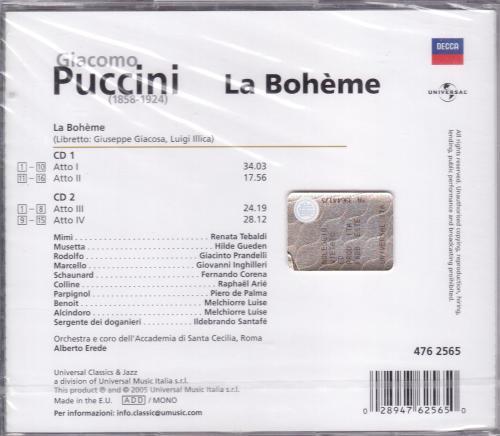 Giacomo
Puccini
(1858-1924)
La Bohème
DECCA
UNIVERSAL
La Bohème
(Libretto: Giuseppe Giacosa, Luigi Illica)
CD 1
1 - 10 Atto I 34.03
11 - 16 Atto II 17.56
CD 2
1 - 8 Atto III 24.19
9 - 15 Atto IV 28.12
Mimì Renata Tebaldi
Musetta Hilde Gueden
Rodolfo Giacinto Prandelli
Marcello Giovanni Inghilleri
Schaunard Fernando Corena
Colline Raphaël Arié
Parpignol Piero de Palma
Benoit Melchiorre Luise
Alcindoro Melchiorre Luise
Sergente dei doganieri Ildebrando Santafé
Orchestra e coro dell'Accademia di Santa Cecilia, Roma
Alberto Erede
Universal Classics & Jazz
a division of Universal Music Italia s.r.l.
This product ℗ and © 2005 Universal Music Italia s.r.l.
Made in the E.U. ADD / MONO
Per informazioni: info.classic@umusic.com
All rights reserved. Unauthorised copying, reproduction, hiring,
lending, public performance and broadcasting prohibited.
476 2565
0 28947 62565 0